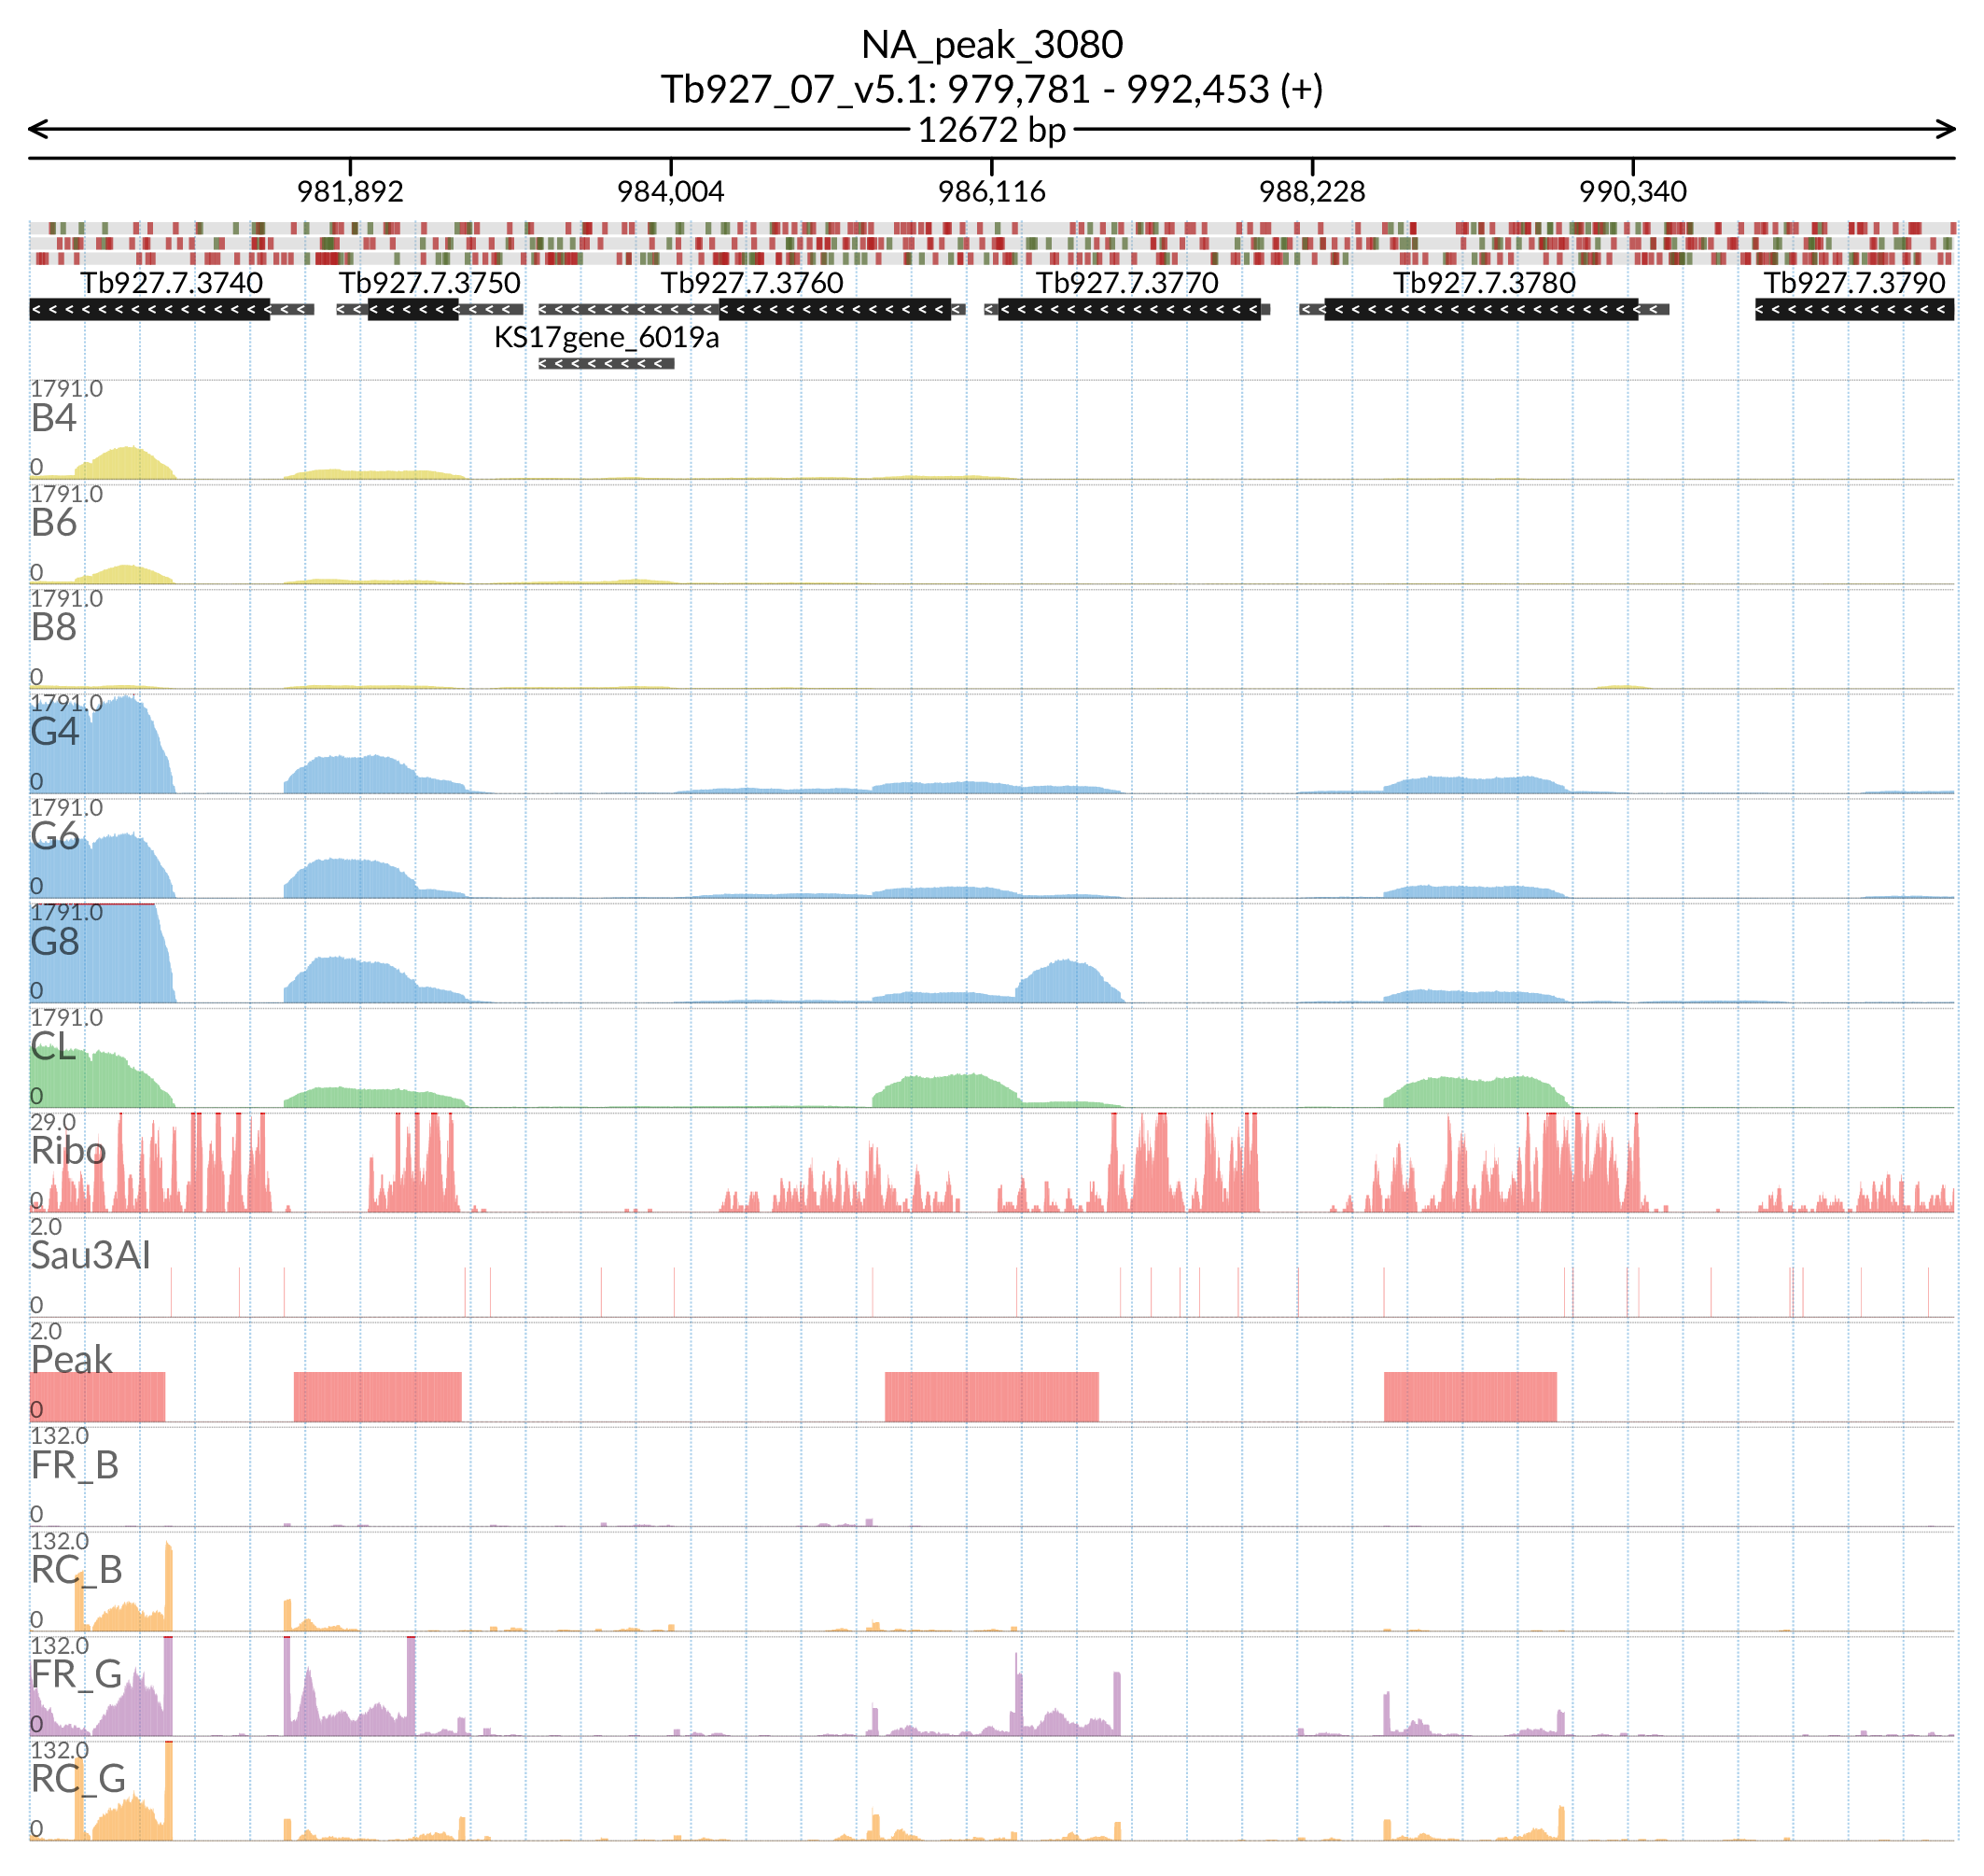 NA_peak_3080
Tb927_07_v5.1: 979,781 - 992,453 (+)
12672 bp
981,892 984,004 986,116 988,228 990,340
Tb927.7.3740 Tb927.7.3750 Tb927.7.3760 Tb927.7.3770 Tb927.7.3780 Tb927.7.3790
KS17gene_6019a
1791.0
B4
0
1791.0
B6
0
1791.0
B8
0
1791.0
G4
0
1791.0
G6
0
1791.0
G8
0
1791.0
CL
0
29.0
Ribo
0
2.0
Sau3AI
0
2.0
Peak
0
132.0
FR_B
0
132.0
RC_B
0
132.0
FR_G
0
132.0
RC_G
0